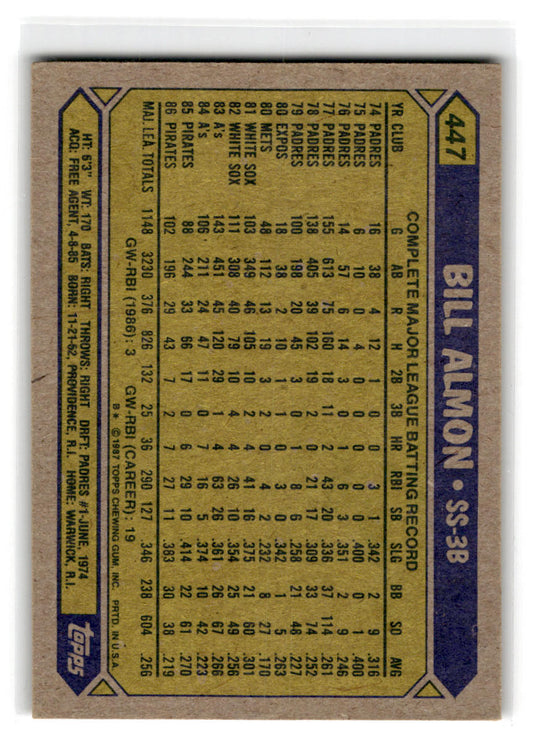 447
BILL ALMON • SS-3B
COMPLETE MAJOR LEAGUE BATTING RECORD
YR CLUB G AB R H 2B 3B HR RBI SB SLG BB SO AVG
74 PADRES 16 38 4 12 1 0 0 3 1 .342 2 9 .316
75 PADRES 6 10 0 4 0 0 0 0 0 .400 0 1 .400
76 PADRES 14 57 6 14 3 0 1 6 3 .351 2 9 .246
77 PADRES 155 613 75 160 18 11 2 43 20 .336 37 114 .261
78 PADRES 138 405 39 102 19 2 0 21 17 .309 33 74 .252
79 PADRES 100 198 20 45 3 0 1 8 6 .258 21 48 .227
80 EXPOS 18 38 2 10 1 1 0 3 0 .342 1 5 .263
80 METS 48 112 13 19 3 2 0 4 2 .232 8 27 .170
81 WHITE SOX 103 349 46 105 10 2 4 41 16 .375 21 60 .301
82 WHITE SOX 111 308 40 79 10 4 4 26 10 .354 25 49 .256
83 A's 143 451 45 120 29 1 4 63 26 .361 26 67 .266
84 A's 106 211 24 47 11 0 7 16 5 .374 10 42 .223
85 PIRATES 88 244 33 66 17 0 6 29 10 .414 22 61 .270
86 PIRATES 102 196 29 43 7 2 7 27 11 .383 30 38 .219
MAJ. LEA. TOTALS 1148 3230 376 826 132 25 36 290 127 .346 238 604 .256
GW-RBI (1986): 3 GW-RBI (CAREER): 19
B* ©1987 TOPPS CHEWING GUM, INC. PRTD. IN U.S.A.
HT: 6'3" WT: 170 BATS: RIGHT THROWS: RIGHT DRFT: PADRES #1-JUNE, 1974
ACQ: FREE AGENT, 4-8-85 BORN: 11-21-52, PROVIDENCE, R.I. HOME: WARWICK, R.I.
topps